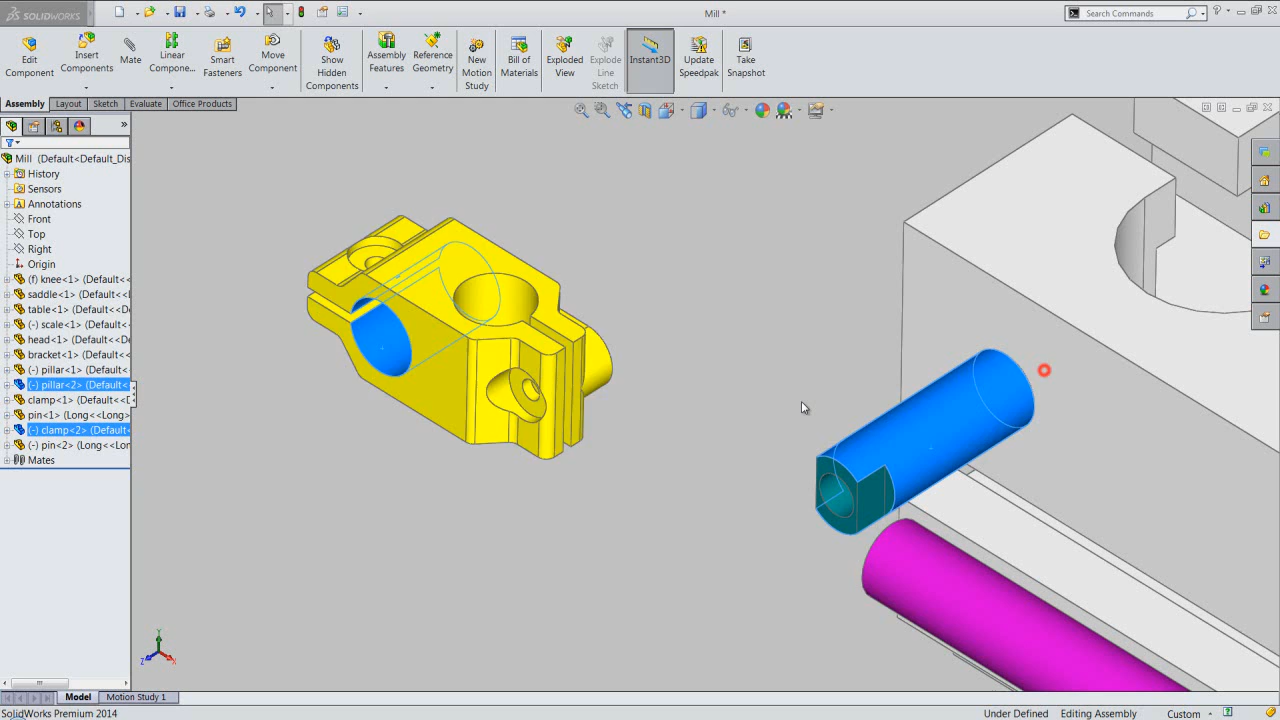 SOLIDWORKS
Mill *
Search Commands
Edit Component
Insert Components
Mate
Linear Compone...
Smart Fasteners
Move Component
Show Hidden Components
Assembly Features
Reference Geometry
New Motion Study
Bill of Materials
Exploded View
Explode Line Sketch
Instant3D
Update Speedpak
Take Snapshot
Assembly
Layout
Sketch
Evaluate
Office Products
Mill (Default<Default_Dis
History
Sensors
Annotations
Front
Top
Right
Origin
(f) knee<1> (Default<
saddle<1> (Default<<
table<1> (Default<<D
(-) scale<1> (Default<
head<1> (Default<<D
bracket<1> (Default<
(-) pillar<1> (Default<
(-) pillar<2> (Default<
clamp<1> (Default<<D
pin<1> (Long<<Long>
(-) clamp<2> (Default
(-) pin<2> (Long<<Lo
Mates
Y
Z
X
Model
Motion Study 1
SolidWorks Premium 2014
Under Defined
Editing Assembly
Custom